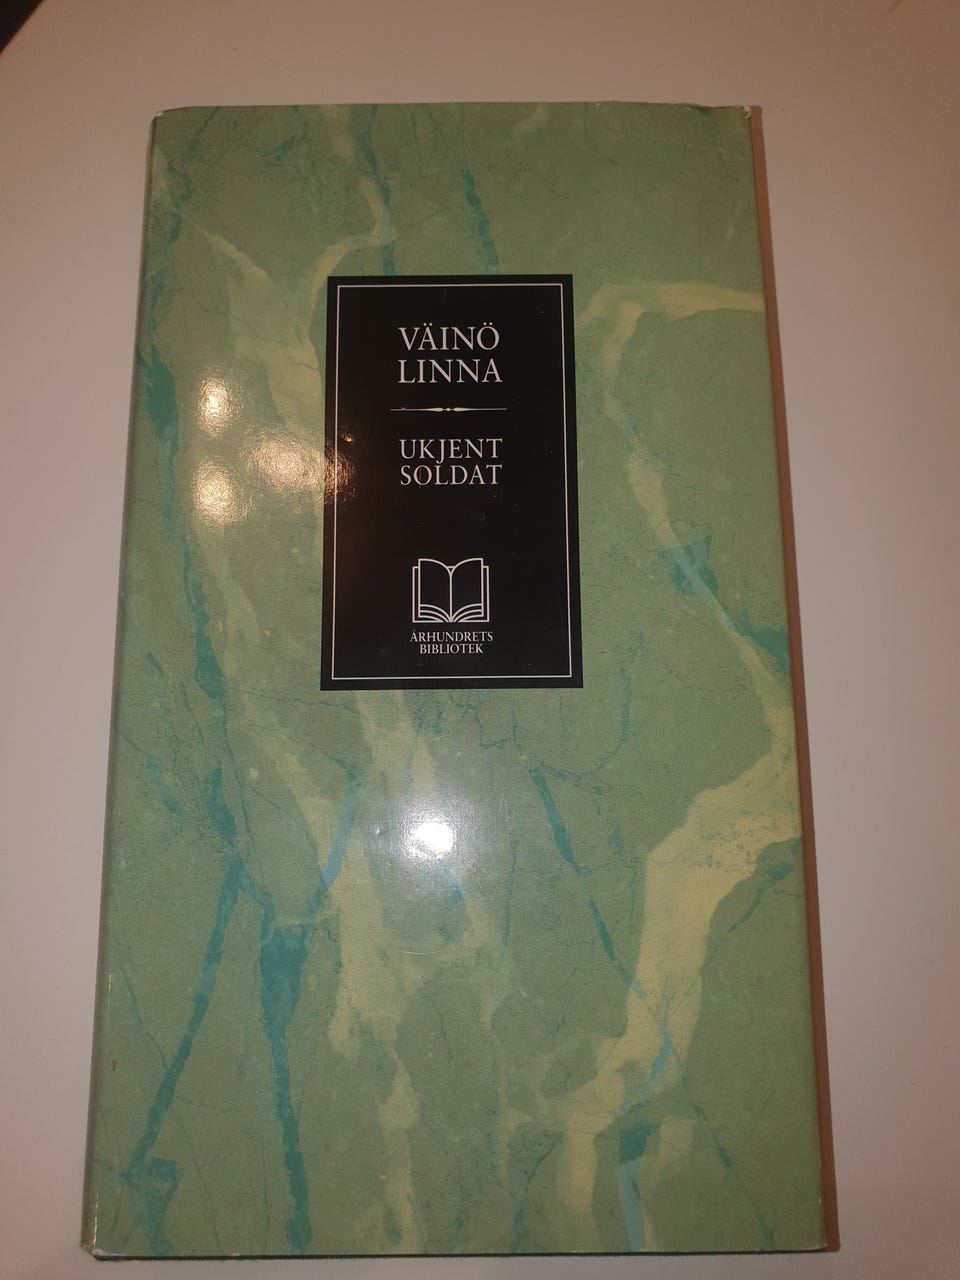 VÄINÖ
LINNA
UKJENT
SOLDAT
ÅRHUNDRETS
BIBLIOTEK